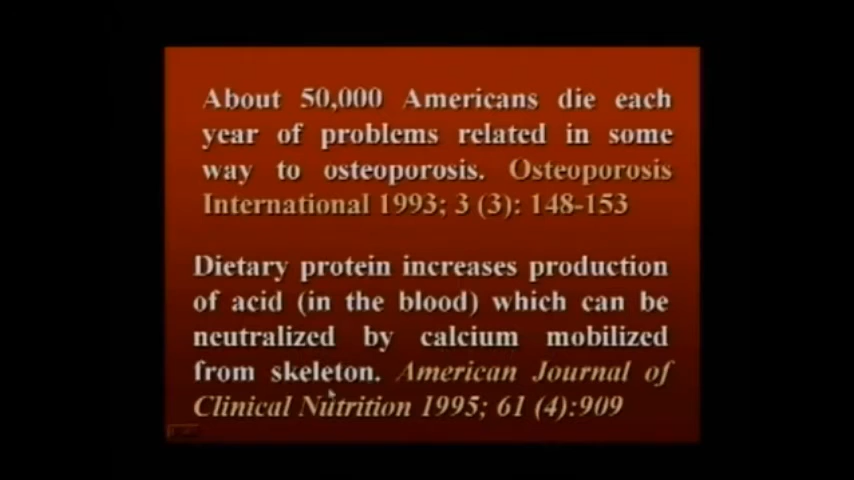 About 50,000 Americans die each
year of problems related in some
way to osteoporosis. Osteoporosis
International 1993; 3 (3): 148-153
Dietary protein increases production
of acid (in the blood) which can be
neutralized by calcium mobilized
from skeleton. American Journal of
Clinical Nutrition 1995; 61 (4):909